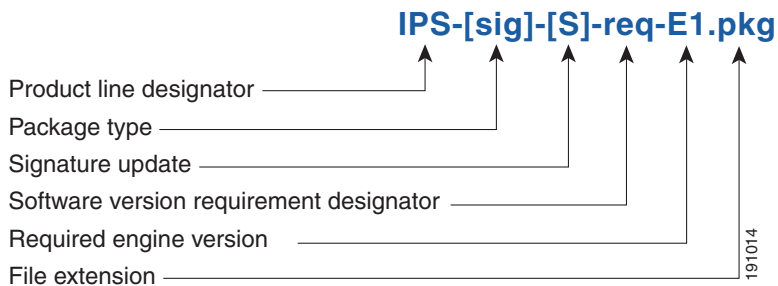 IPS-[sig]-[S]-req-E1.pkg
Product line designator
Package type
Signature update
Software version requirement designator
Required engine version
File extension
191014